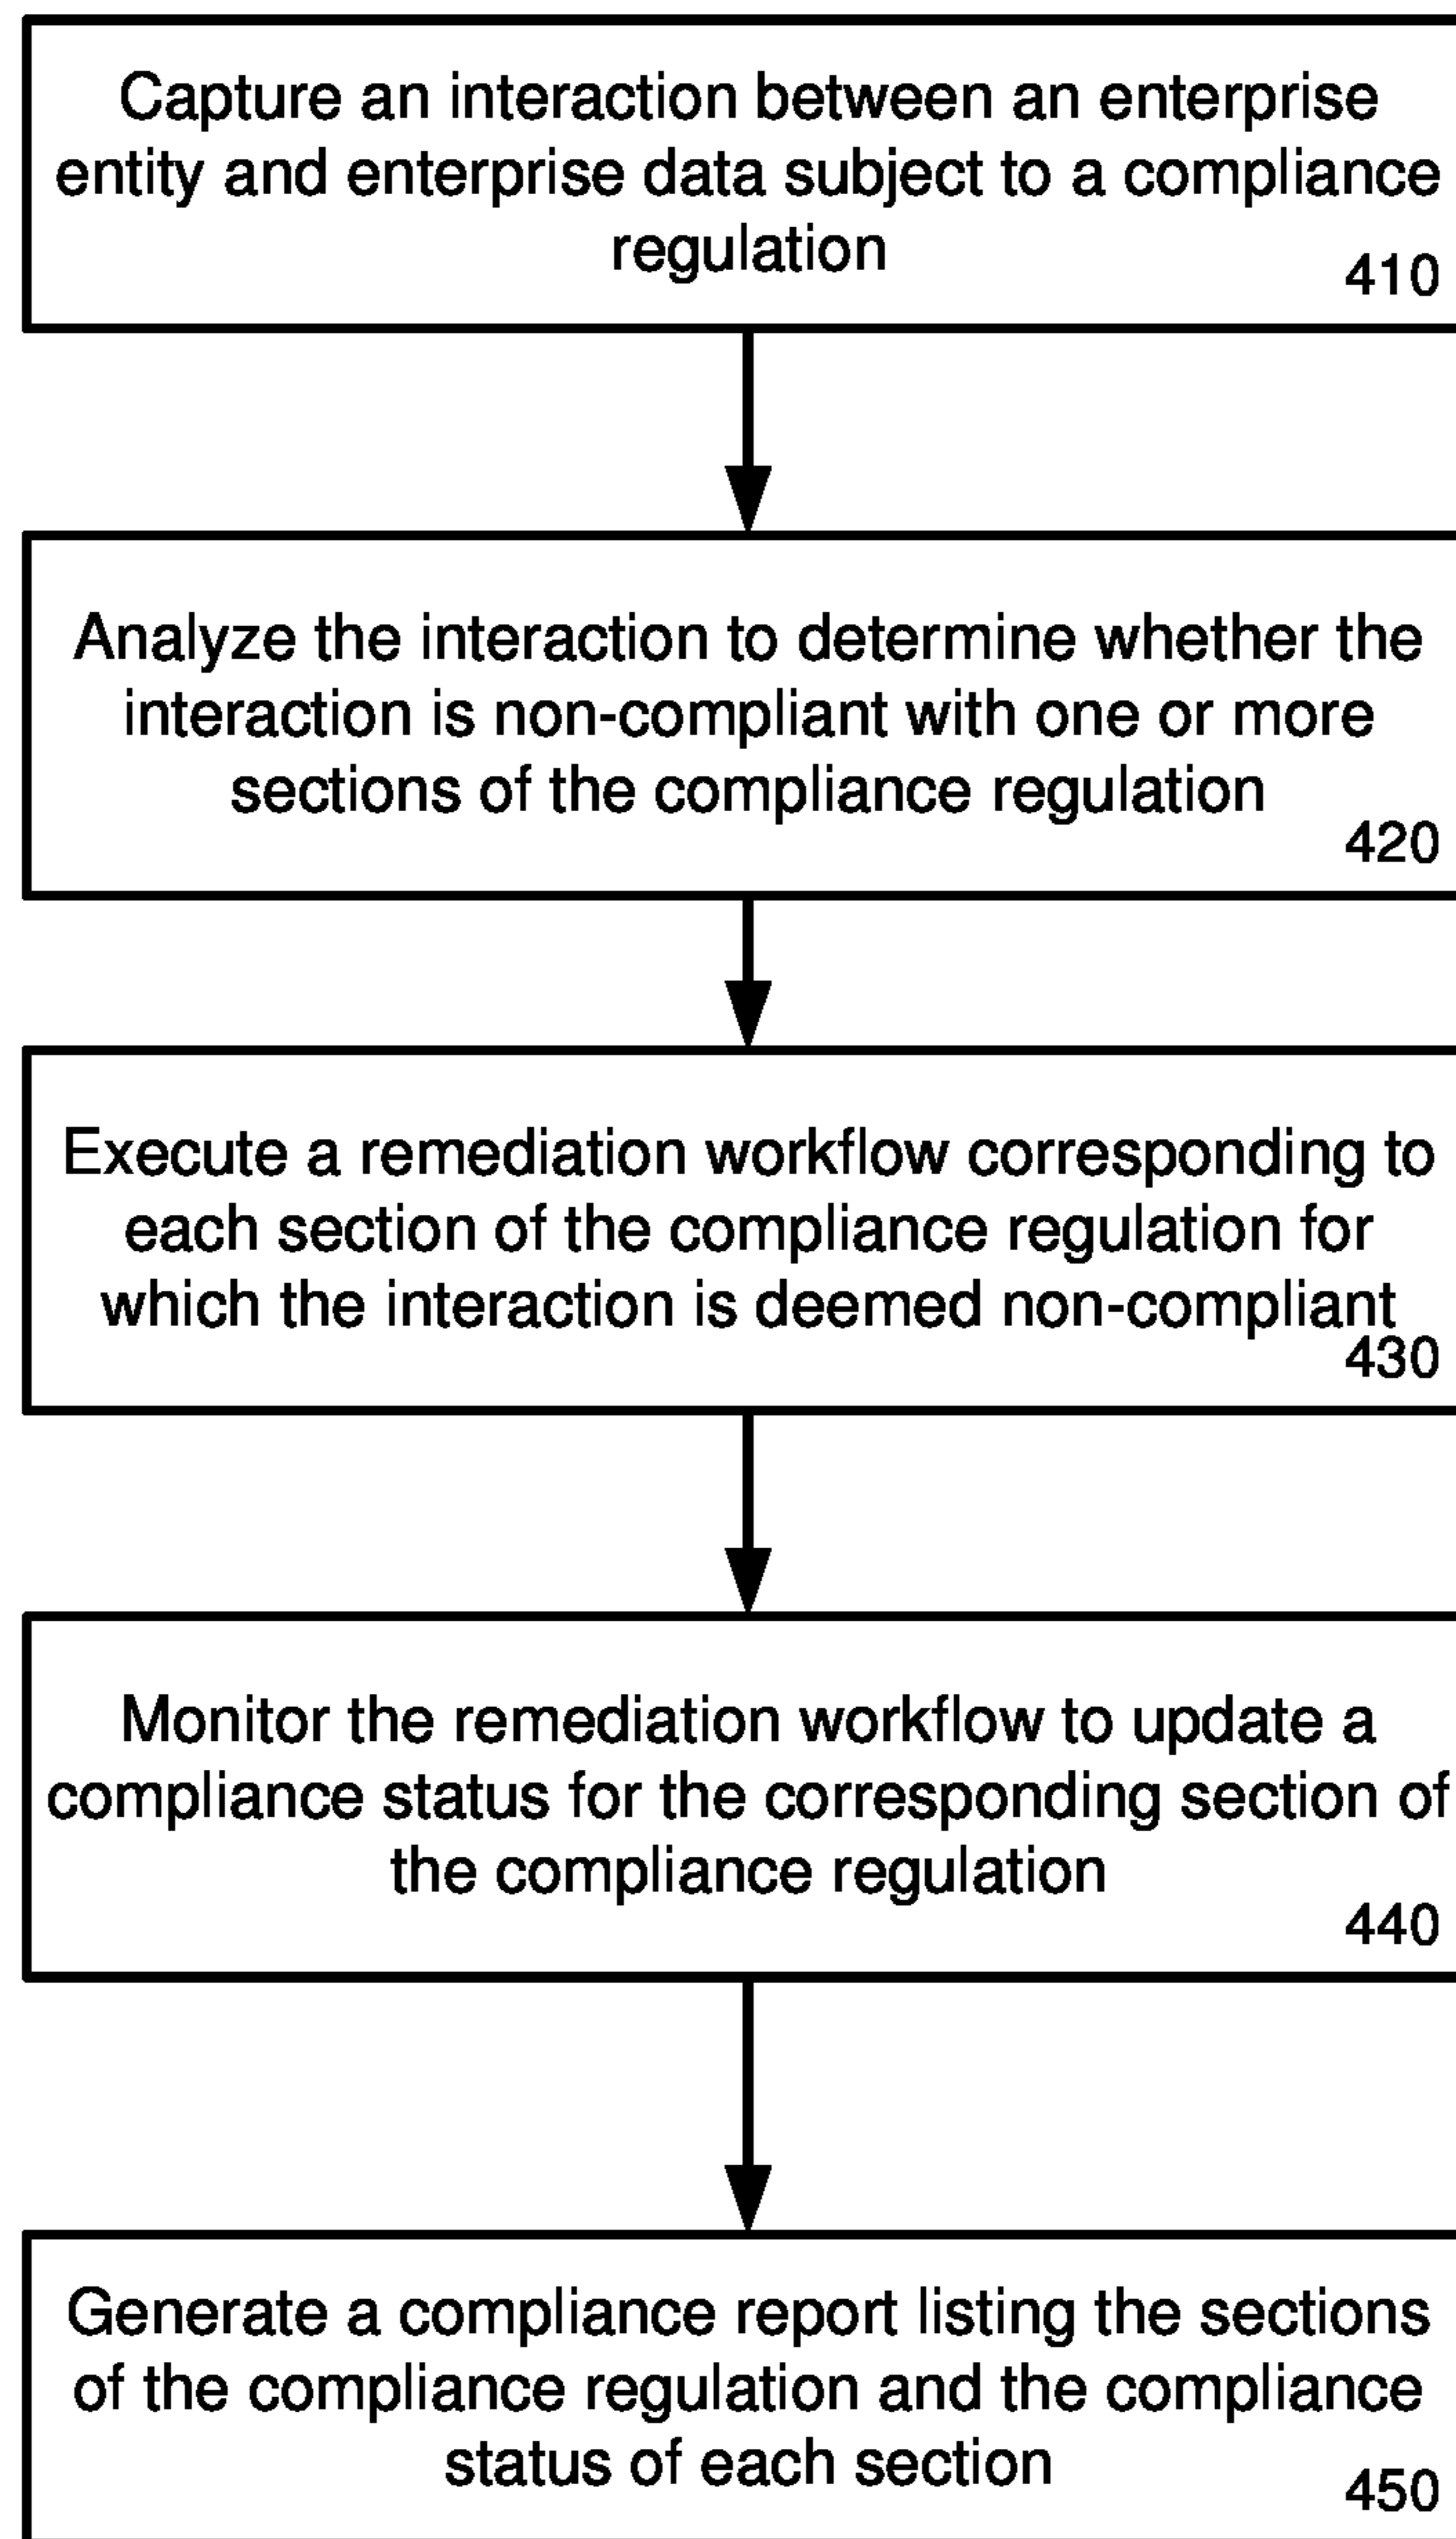 Capture an interaction between an enterprise
entity and enterprise data subject to a compliance
regulation
410
Analyze the interaction to determine whether the
interaction is non-compliant with one or more
sections of the compliance regulation
420
Execute a remediation workflow corresponding to
each section of the compliance regulation for
which the interaction is deemed non-compliant
430
Monitor the remediation workflow to update a
compliance status for the corresponding section of
the compliance regulation
440
Generate a compliance report listing the sections
of the compliance regulation and the compliance
status of each section
450